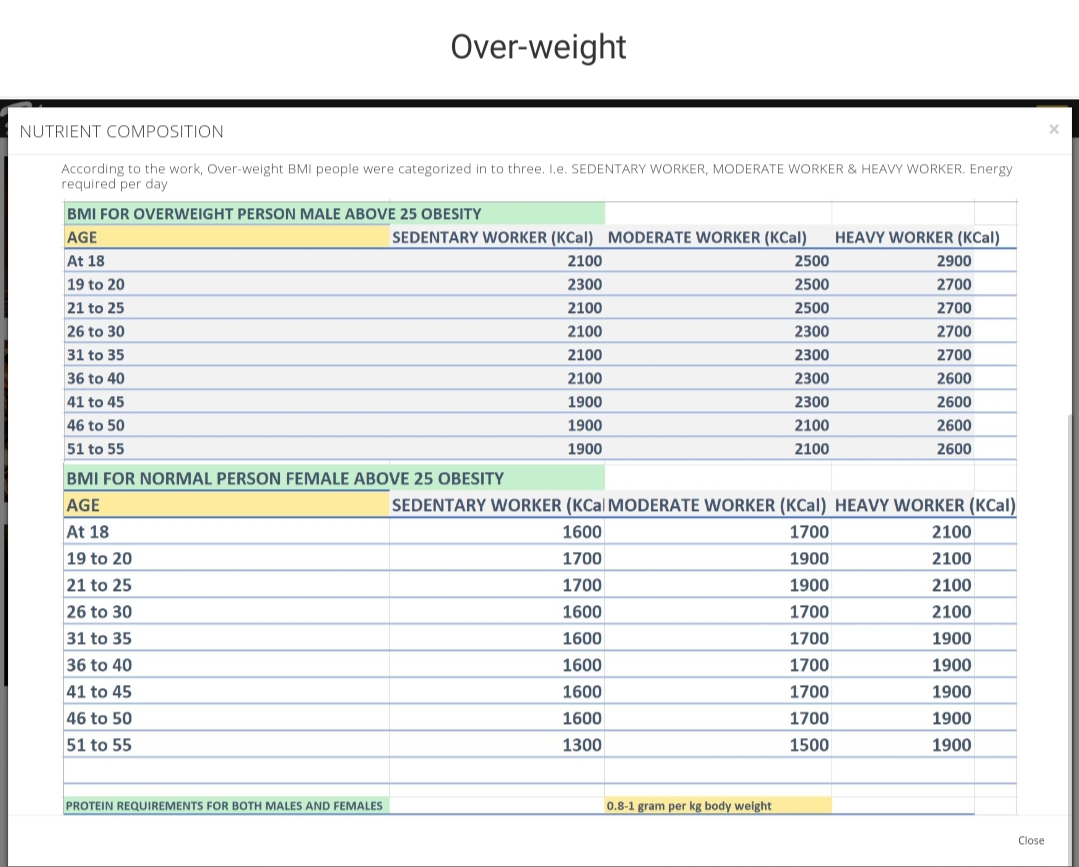 Over-weight
NUTRIENT COMPOSITION
×
According to the work, Over-weight BMI people were categorized in to three. I.e. SEDENTARY WORKER, MODERATE WORKER & HEAVY WORKER. Energy
required per day
BMI FOR OVERWEIGHT PERSON MALE ABOVE 25 OBESITY
AGE SEDENTARY WORKER (KCal) MODERATE WORKER (KCal) HEAVY WORKER (KCal)
At 18 2100 2500 2900
19 to 20 2300 2500 2700
21 to 25 2100 2500 2700
26 to 30 2100 2300 2700
31 to 35 2100 2300 2700
36 to 40 2100 2300 2600
41 to 45 1900 2300 2600
46 to 50 1900 2100 2600
51 to 55 1900 2100 2600
BMI FOR NORMAL PERSON FEMALE ABOVE 25 OBESITY
AGE SEDENTARY WORKER (KCal MODERATE WORKER (KCal) HEAVY WORKER (KCal)
At 18 1600 1700 2100
19 to 20 1700 1900 2100
21 to 25 1700 1900 2100
26 to 30 1600 1700 2100
31 to 35 1600 1700 1900
36 to 40 1600 1700 1900
41 to 45 1600 1700 1900
46 to 50 1600 1700 1900
51 to 55 1300 1500 1900
PROTEIN REQUIREMENTS FOR BOTH MALES AND FEMALES 0.8-1 gram per kg body weight
Close